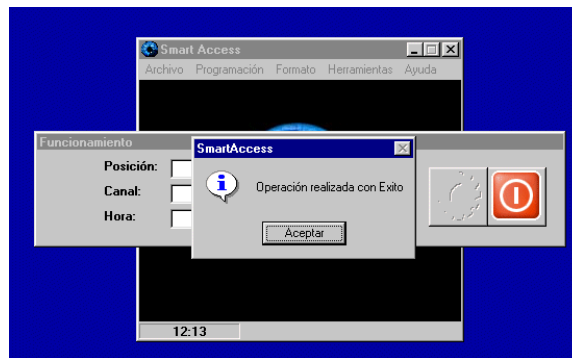 Smart Access
Archivo Programación Formato Herramientas Ayuda
Funcionamiento
SmartAccess
Posición:
Canal:
Hora:
Operación realizada con Exito
Aceptar
12:13